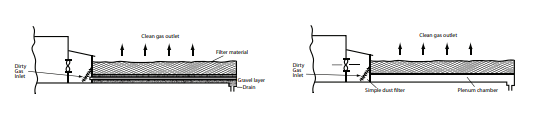 Clean gas outlet
Filter material
Dirty
Gas
Inlet
Gravel layer
Drain
Clean gas outlet
Dirty
Gas
Inlet
Simple dust filter
Plenum chamber